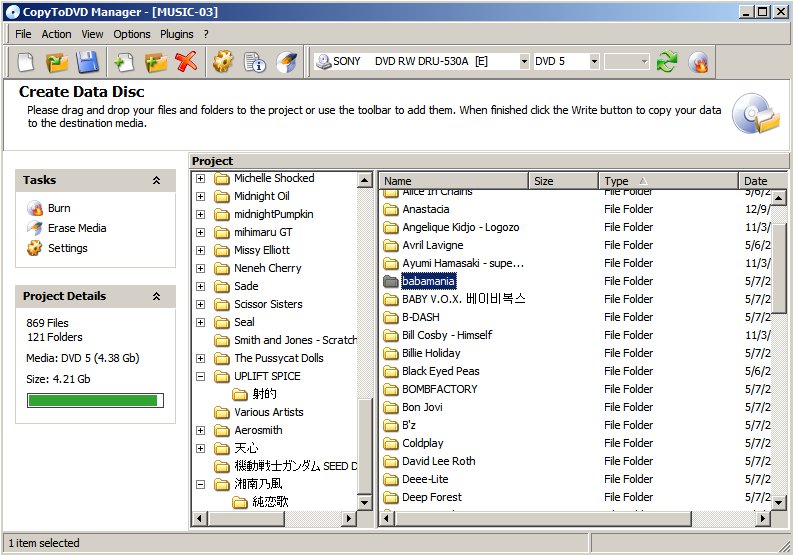 CopyToDVD Manager - [MUSIC-03]
File Action View Options Plugins ?
SONY DVD RW DRU-530A [E] DVD 5
Create Data Disc
Please drag and drop your files and folders to the project or use the toolbar to add them. When finished click the Write button to copy your data
to the destination media.
Tasks
Burn
Erase Media
Settings
Project Details
869 Files
121 Folders
Media: DVD 5 (4.38 Gb)
Size: 4.21 Gb
Project
Michelle Shocked
Midnight Oil
midnightPumpkin
mihimaru GT
Missy Elliott
Neneh Cherry
Sade
Scissor Sisters
Seal
Smith and Jones - Scratch
The Pussycat Dolls
UPLIFT SPICE
射的
Various Artists
Aerosmith
天心
機動戦士ガンダム SEED D
湘南乃風
純恋歌
Name Size Type Date
Alice In Chains File Folder 5/6/2
Anastacia File Folder 12/9/
Angelique Kidjo - Logozo File Folder 11/3/
Avril Lavigne File Folder 5/6/2
Ayumi Hamasaki - supe... File Folder 11/3/
babamania File Folder 5/7/2
BABY V.O.X. 베이비복스 File Folder 5/7/2
B-DASH File Folder 5/7/2
Bill Cosby - Himself File Folder 11/3/
Billie Holiday File Folder 5/7/2
Black Eyed Peas File Folder 5/7/2
BOMBFACTORY File Folder 5/7/2
Bon Jovi File Folder 5/7/2
B'z File Folder 5/7/2
Coldplay File Folder 5/7/2
David Lee Roth File Folder 5/7/2
Deee-Lite File Folder 5/7/2
Deep Forest File Folder 5/7/2
1 item selected